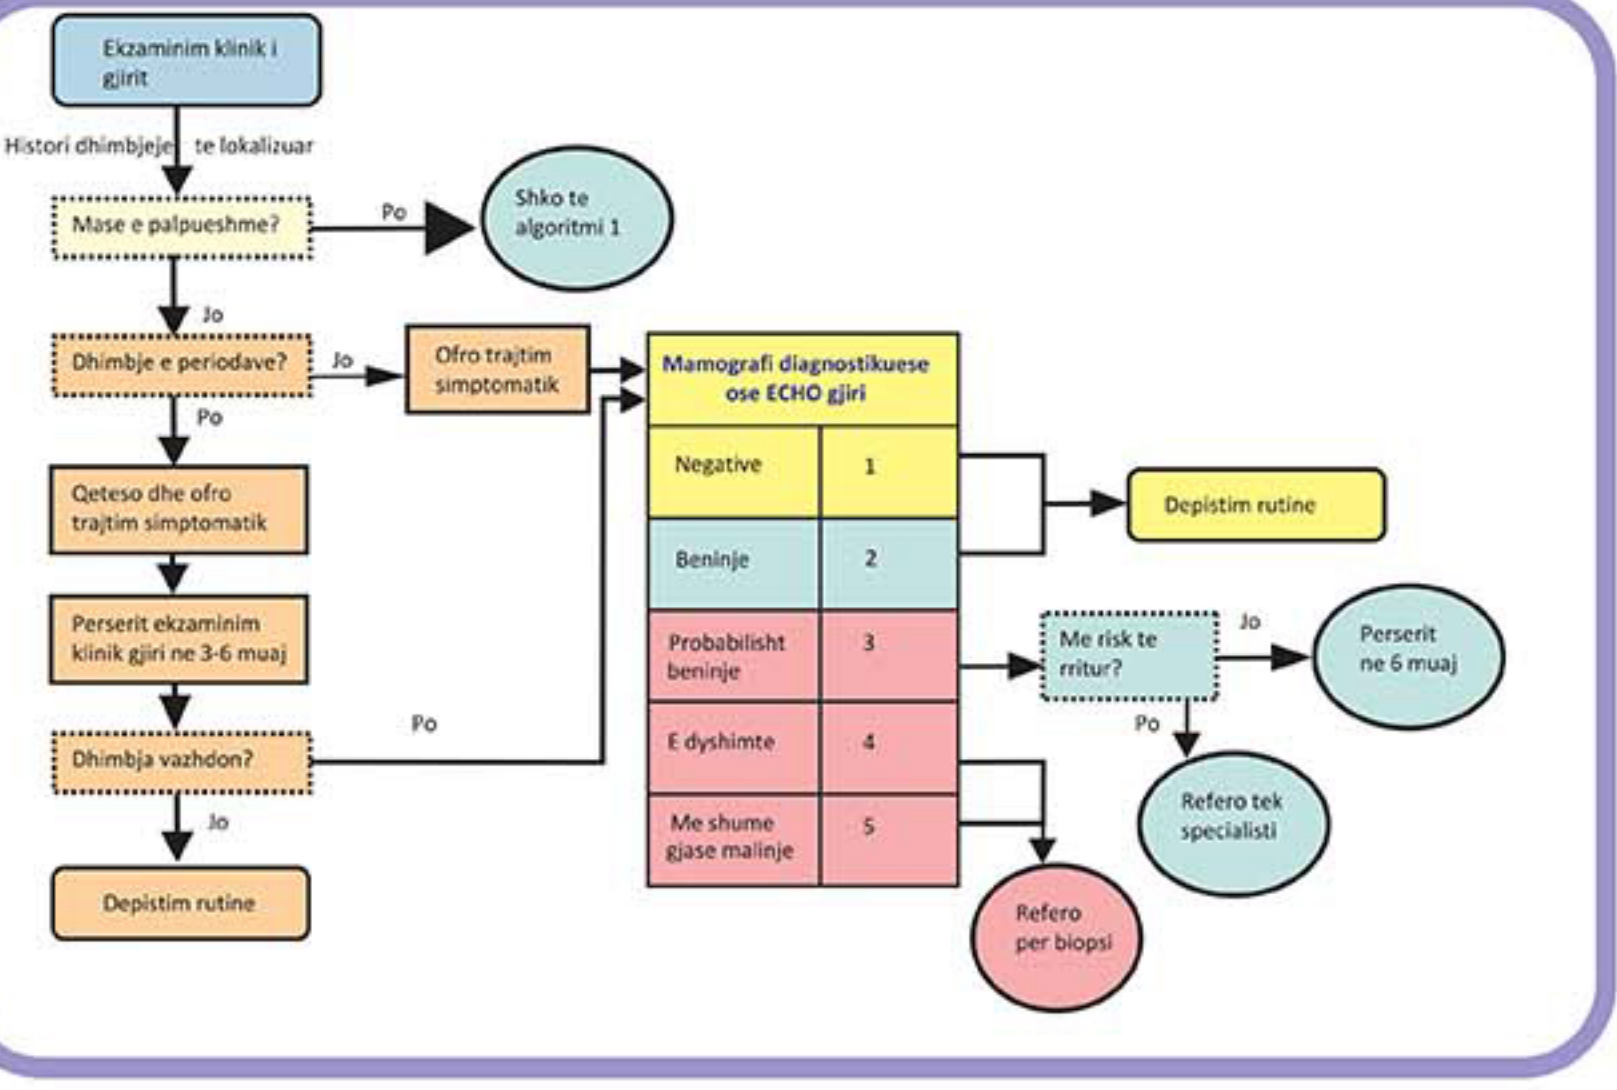 Ekzaminim klinik i
gjirit
Histori dhimbjeje te lokalizuar
Mase e palpueshme?
Po
Shko te
algoritmi 1
Jo
Dhimbje e periodave?
Jo
Ofro trajtim
simptomatik
Po
Qeteso dhe ofro
trajtim simptomatik
Perserit ekzaminim
klinik gjiri ne 3-6 muaj
Dhimbja vazhdon?
Po
Jo
Depistim rutine
Mamografi diagnostikuese
ose ECHO gjiri
Negative 1
Beninje 2
Probabilisht 3
beninje
E dyshimte 4
Me shume 5
gjase malinje
Depistim rutine
Me risk te
rritur?
Jo
Perserit
ne 6 muaj
Po
Refero tek
specialisti
Refero
per biopsi